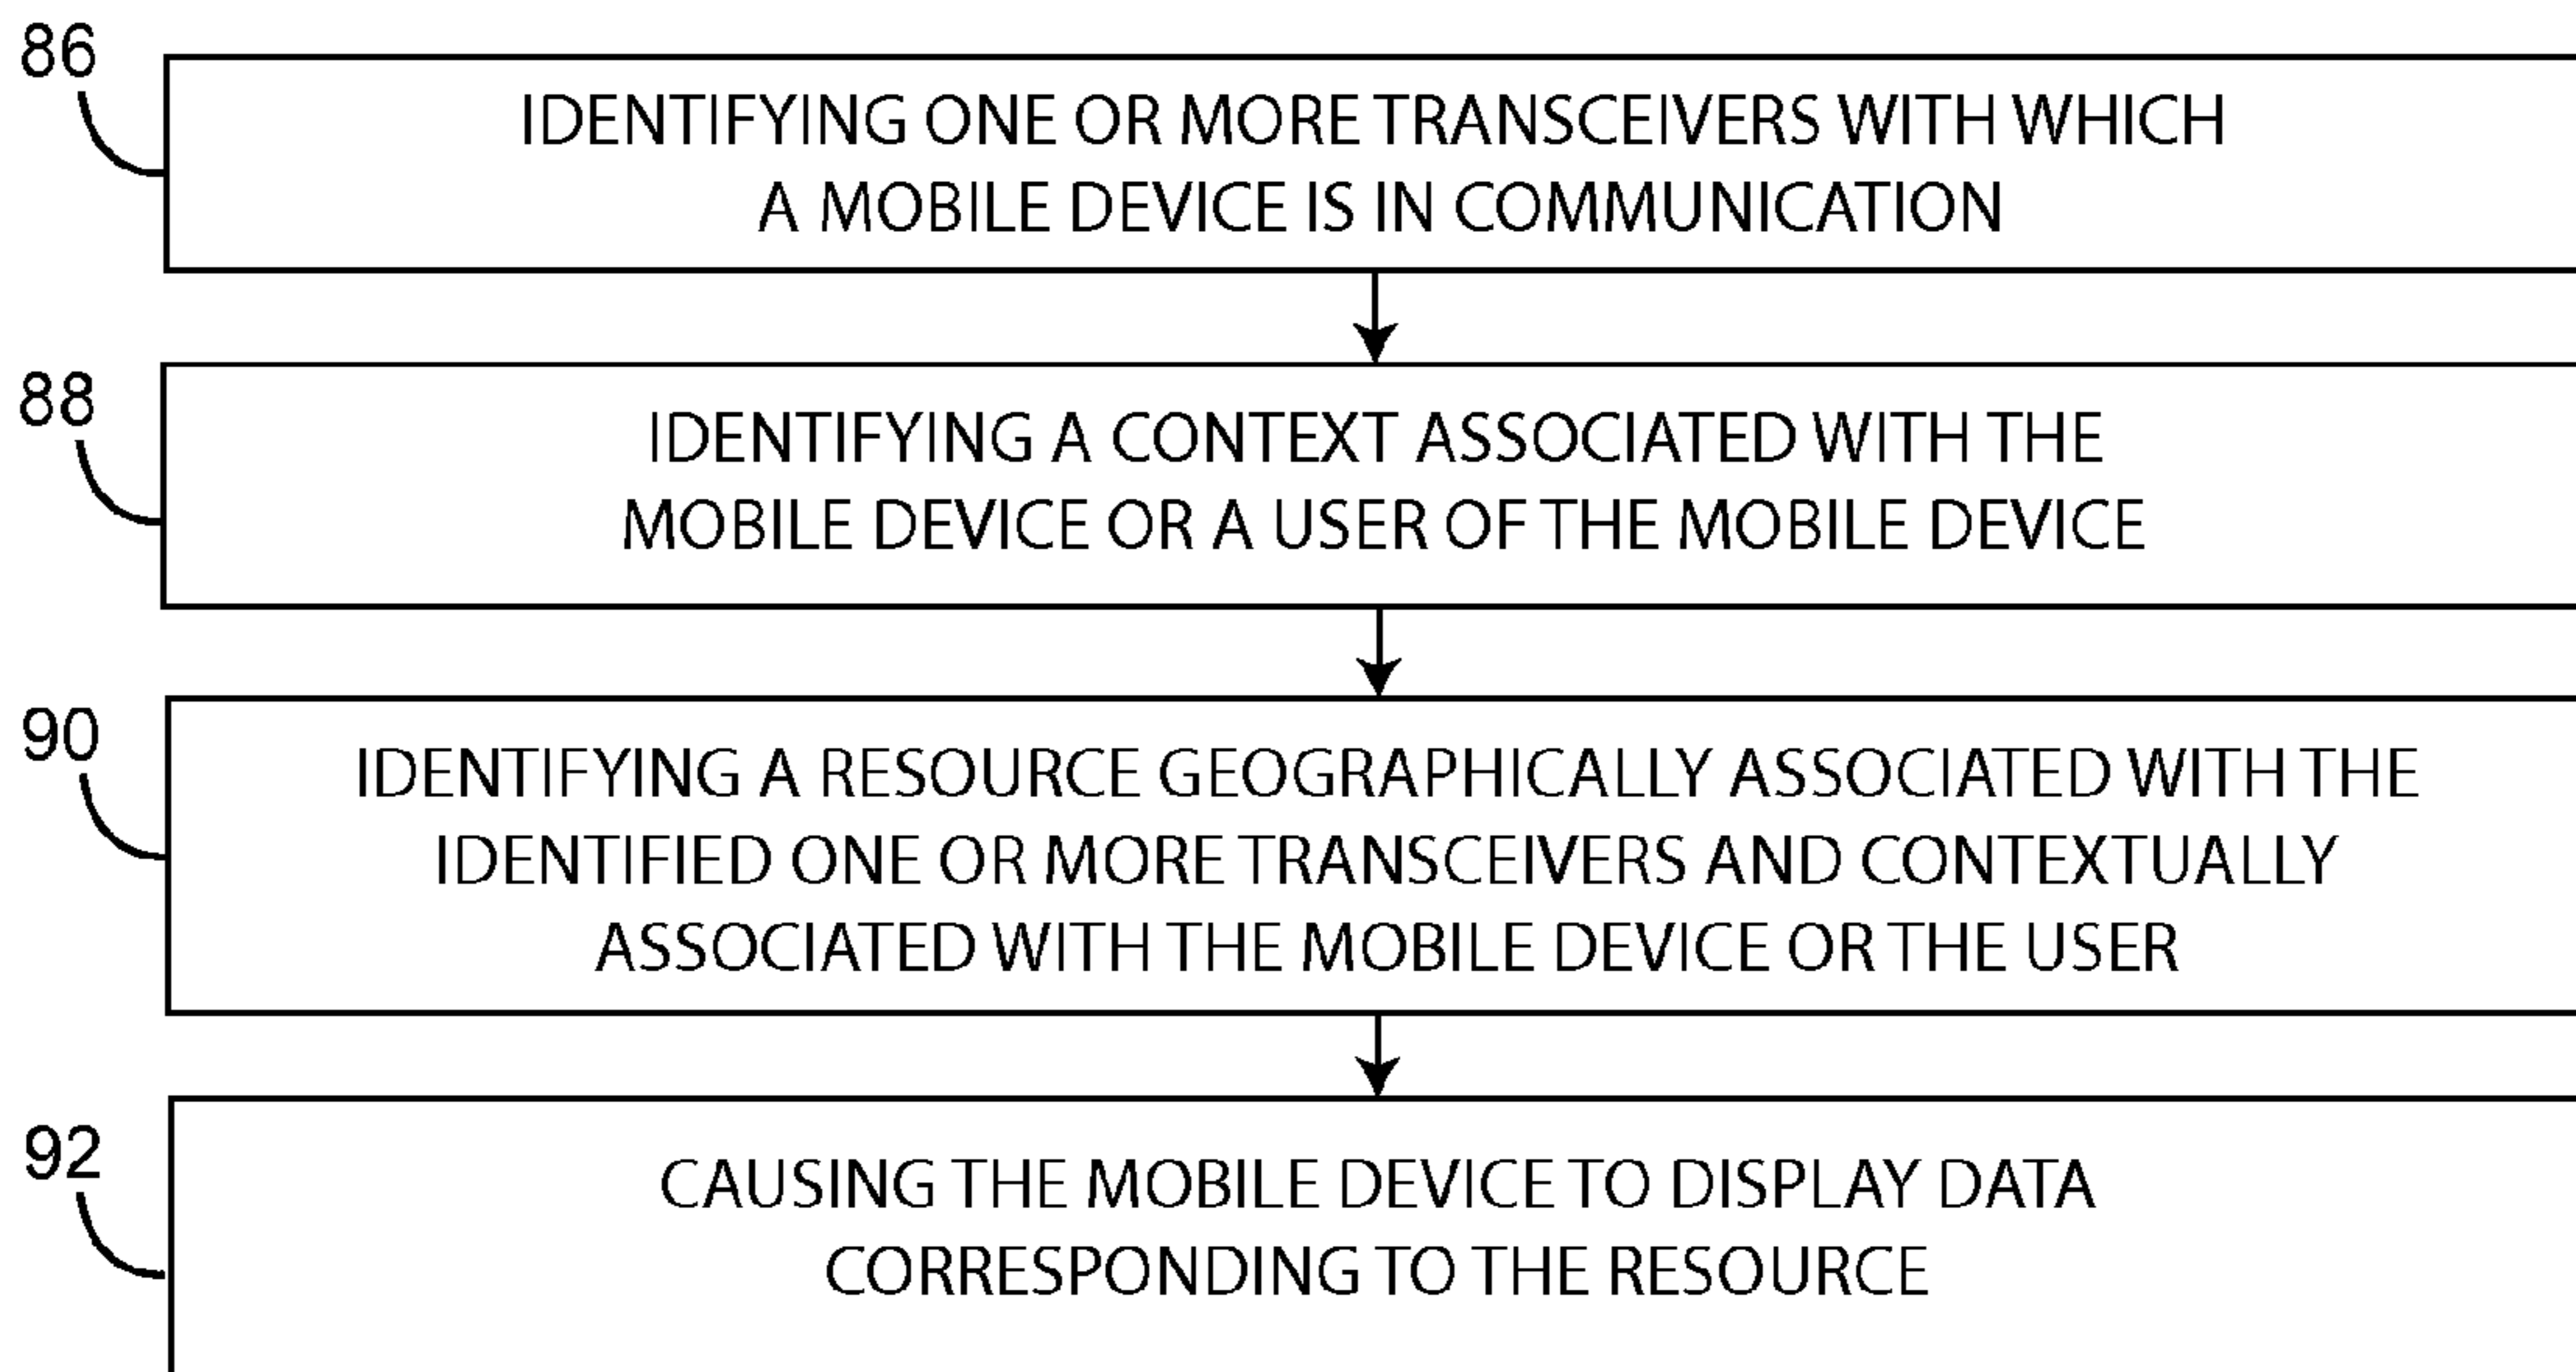 86
IDENTIFYING ONE OR MORE TRANSCEIVERS WITH WHICH
A MOBILE DEVICE IS IN COMMUNICATION
88
IDENTIFYING A CONTEXT ASSOCIATED WITH THE
MOBILE DEVICE OR A USER OF THE MOBILE DEVICE
90
IDENTIFYING A RESOURCE GEOGRAPHICALLY ASSOCIATED WITH THE
IDENTIFIED ONE OR MORE TRANSCEIVERS AND CONTEXTUALLY
ASSOCIATED WITH THE MOBILE DEVICE OR THE USER
92
CAUSING THE MOBILE DEVICE TO DISPLAY DATA
CORRESPONDING TO THE RESOURCE